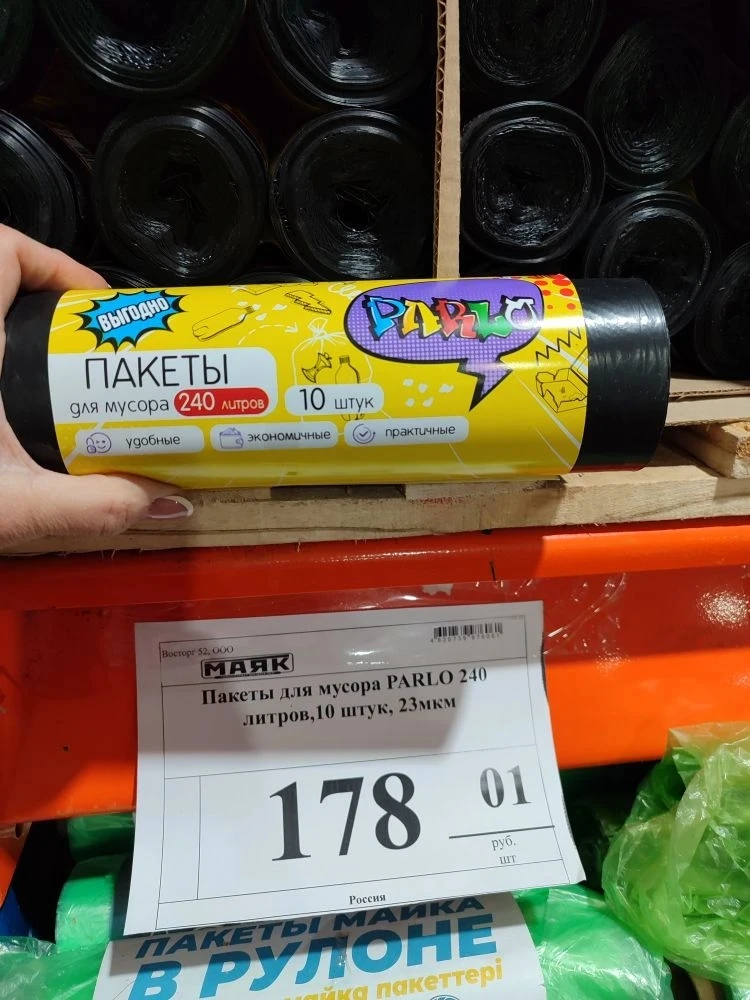 ВЫГОДНО
PARLO
ПАКЕТЫ
для мусора 240 литров
10 штук
удобные
экономичные
практичные
Восторг 52, ООО
МАЯК
Пакеты для мусора PARLO 240
литров,10 штук, 23мкм
178 01
руб.
шт
Россия
ПАКЕТЫ МАЙКА
В РУЛОНЕ
майка пакеттері